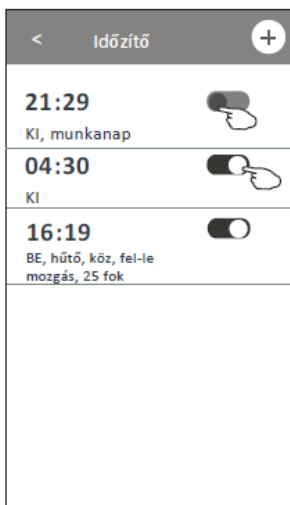 < Időzítő +
21:29
KI, munkanap
04:30
KI
16:19
BE, hűtő, köz, fel-le
mozgás, 25 fok